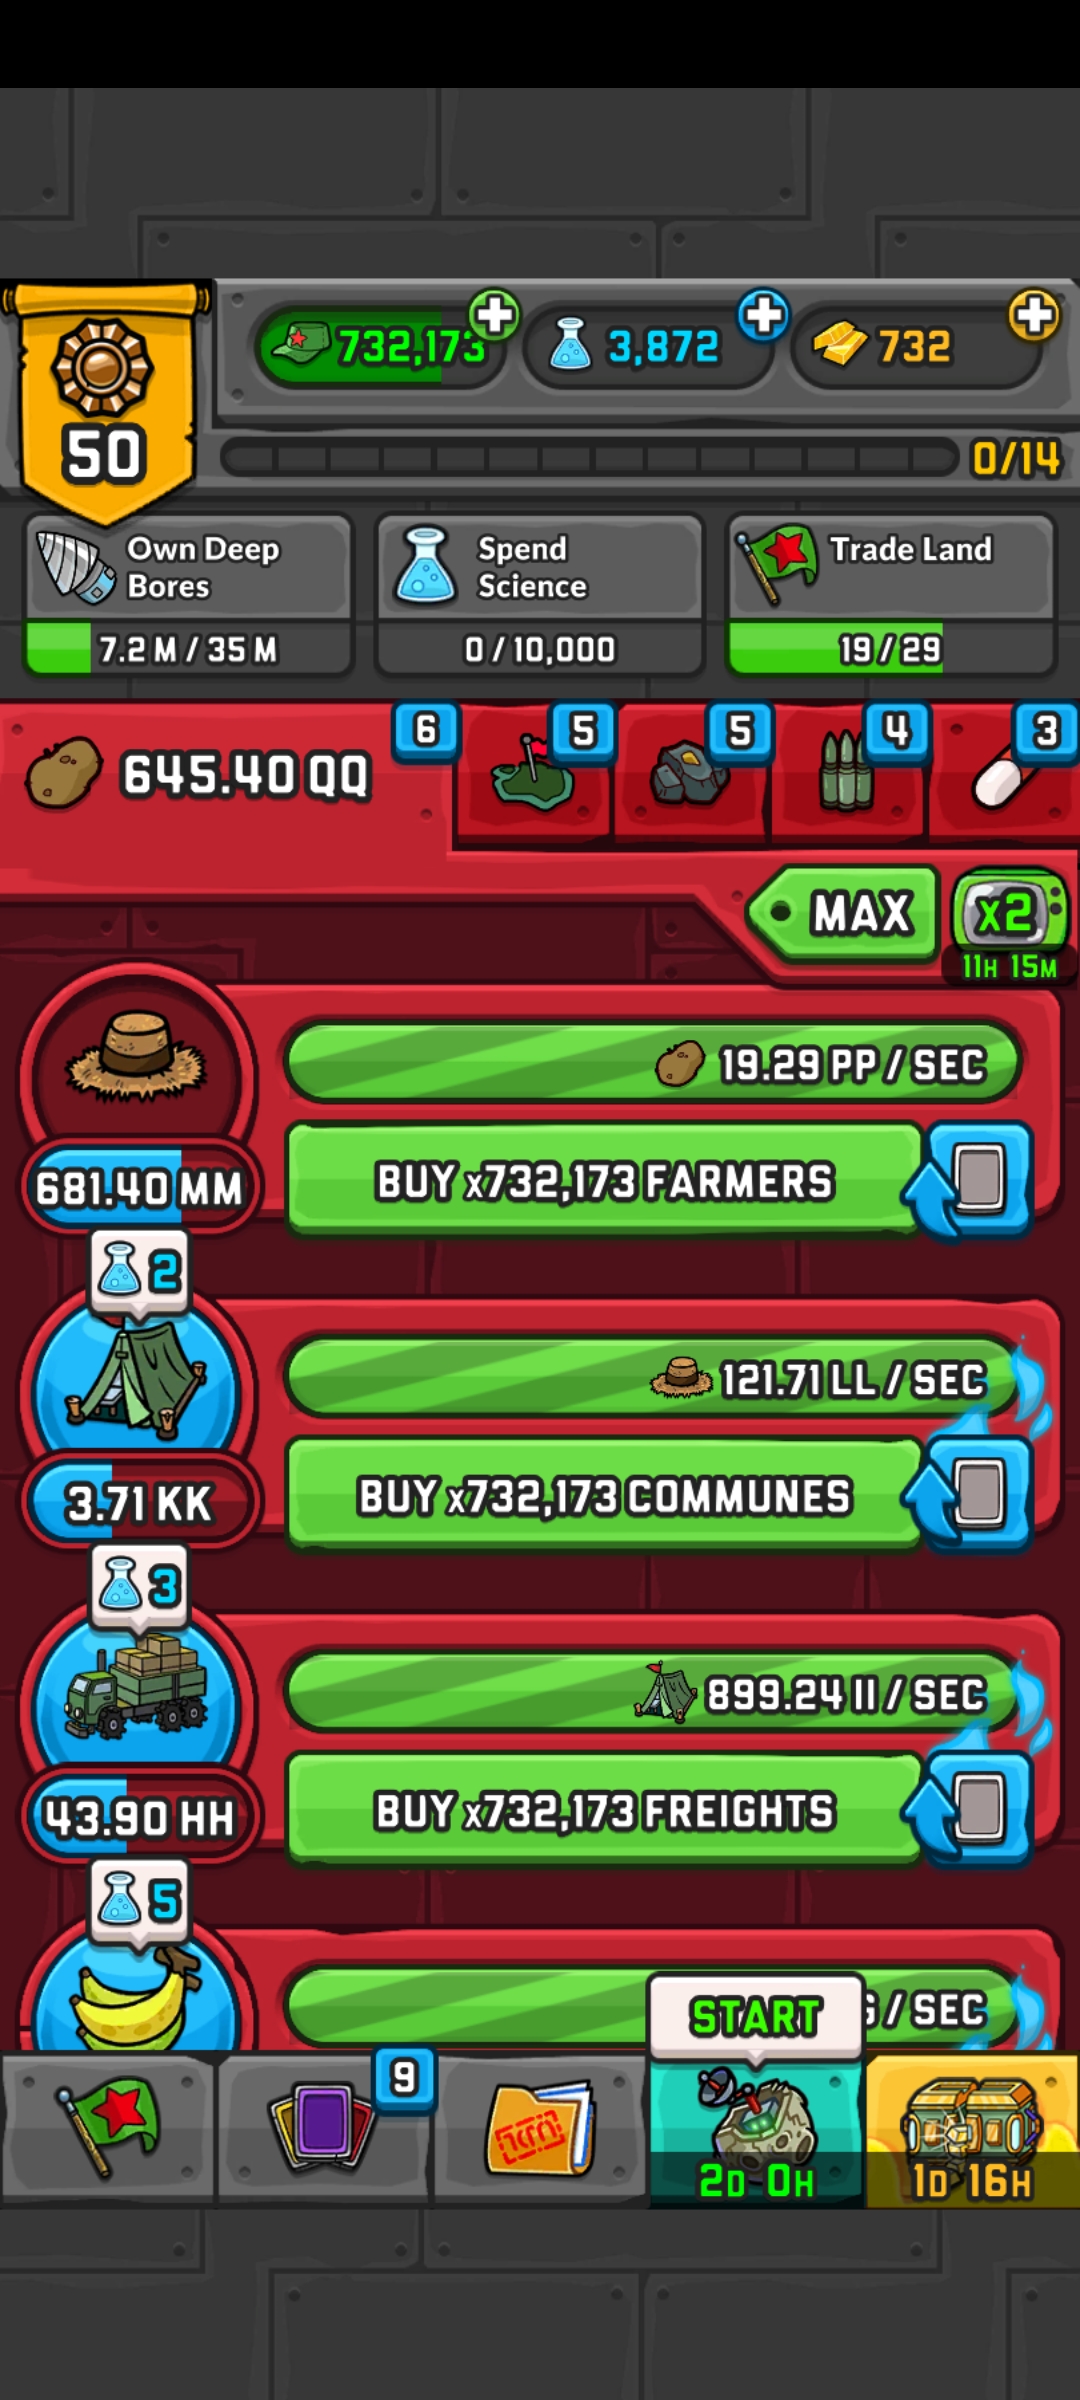 732,173
3,872
732
50
0/14
Own Deep Bores
7.2 M / 35 M
Spend Science
0 / 10,000
Trade Land
19 / 29
645.40 QQ
6
5
5
4
3
MAX
x2
11H 15M
19.29 PP / SEC
681.40 MM
BUY x732,173 FARMERS
2
121.71 LL / SEC
3.71 KK
BUY x732,173 COMMUNES
3
899.24 II / SEC
43.90 HH
BUY x732,173 FREIGHTS
5
/ SEC
START
9
2D 0H
1D 16H